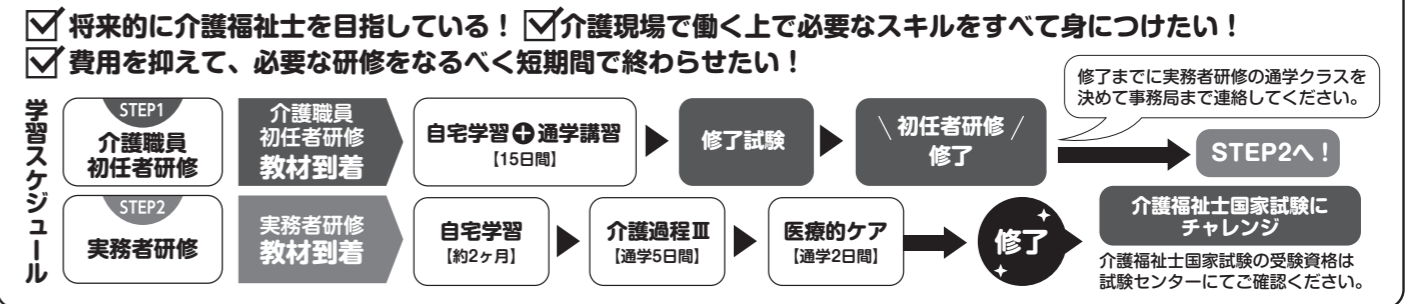 将来的に介護福祉士を目指している！ 介護現場で働く上で必要なスキルをすべて身につけたい！
費用を抑えて、必要な研修をなるべく短期間で終わらせたい！
修了までに実務者研修の通学クラスを
決めて事務局まで連絡してください。
学習スケジュール
STEP1
介護職員
初任者研修
介護職員
初任者研修
教材到着
自宅学習＋通学講習
【15日間】
修了試験
＼初任者研修／
修了
STEP2へ！
STEP2
実務者研修
実務者研修
教材到着
自宅学習
【約2ヶ月】
介護過程Ⅲ
【通学5日間】
医療的ケア
【通学2日間】
修了
介護福祉士国家試験に
チャレンジ
介護福祉士国家試験の受験資格は
試験センターにてご確認ください。